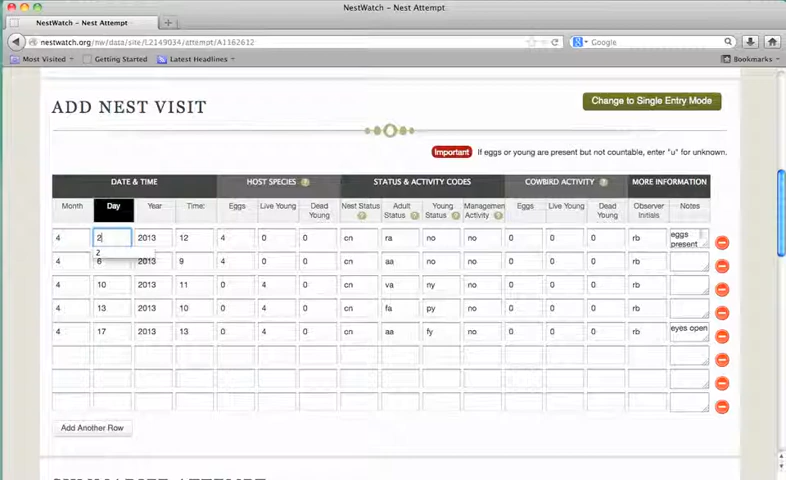 NestWatch - Nest Attempt
NestWatch - Nest Attempt
nestwatch.org/nw/data/site/L2149034/attempt/A1162612
Google
Most Visited Getting Started Latest Headlines
Bookmarks
ADD NEST VISIT
Change to Single Entry Mode
Important If eggs or young are present but not countable, enter "u" for unknown.
DATE & TIME HOST SPECIES ? STATUS & ACTIVITY CODES COWBIRD ACTIVITY ? MORE INFORMATION
Month Day Year Time: Eggs Live Young Dead Young Nest Status ? Adult Status ? Young Status ? Management Activity ? Eggs Live Young Dead Young Observer Initials Notes
4 2 2013 12 4 0 0 cn ra no no 0 0 0 rb eggs present
2
4 6 2013 9 4 0 0 cn aa no no 0 0 0 rb
4 10 2013 11 0 4 0 cn va ny no 0 0 0 rb
4 13 2013 10 0 4 0 cn fa py no 0 0 0 rb
4 17 2013 13 0 4 0 cn aa fy no 0 0 0 rb eyes open
Add Another Row
SUMMARIZE ATTEMPT